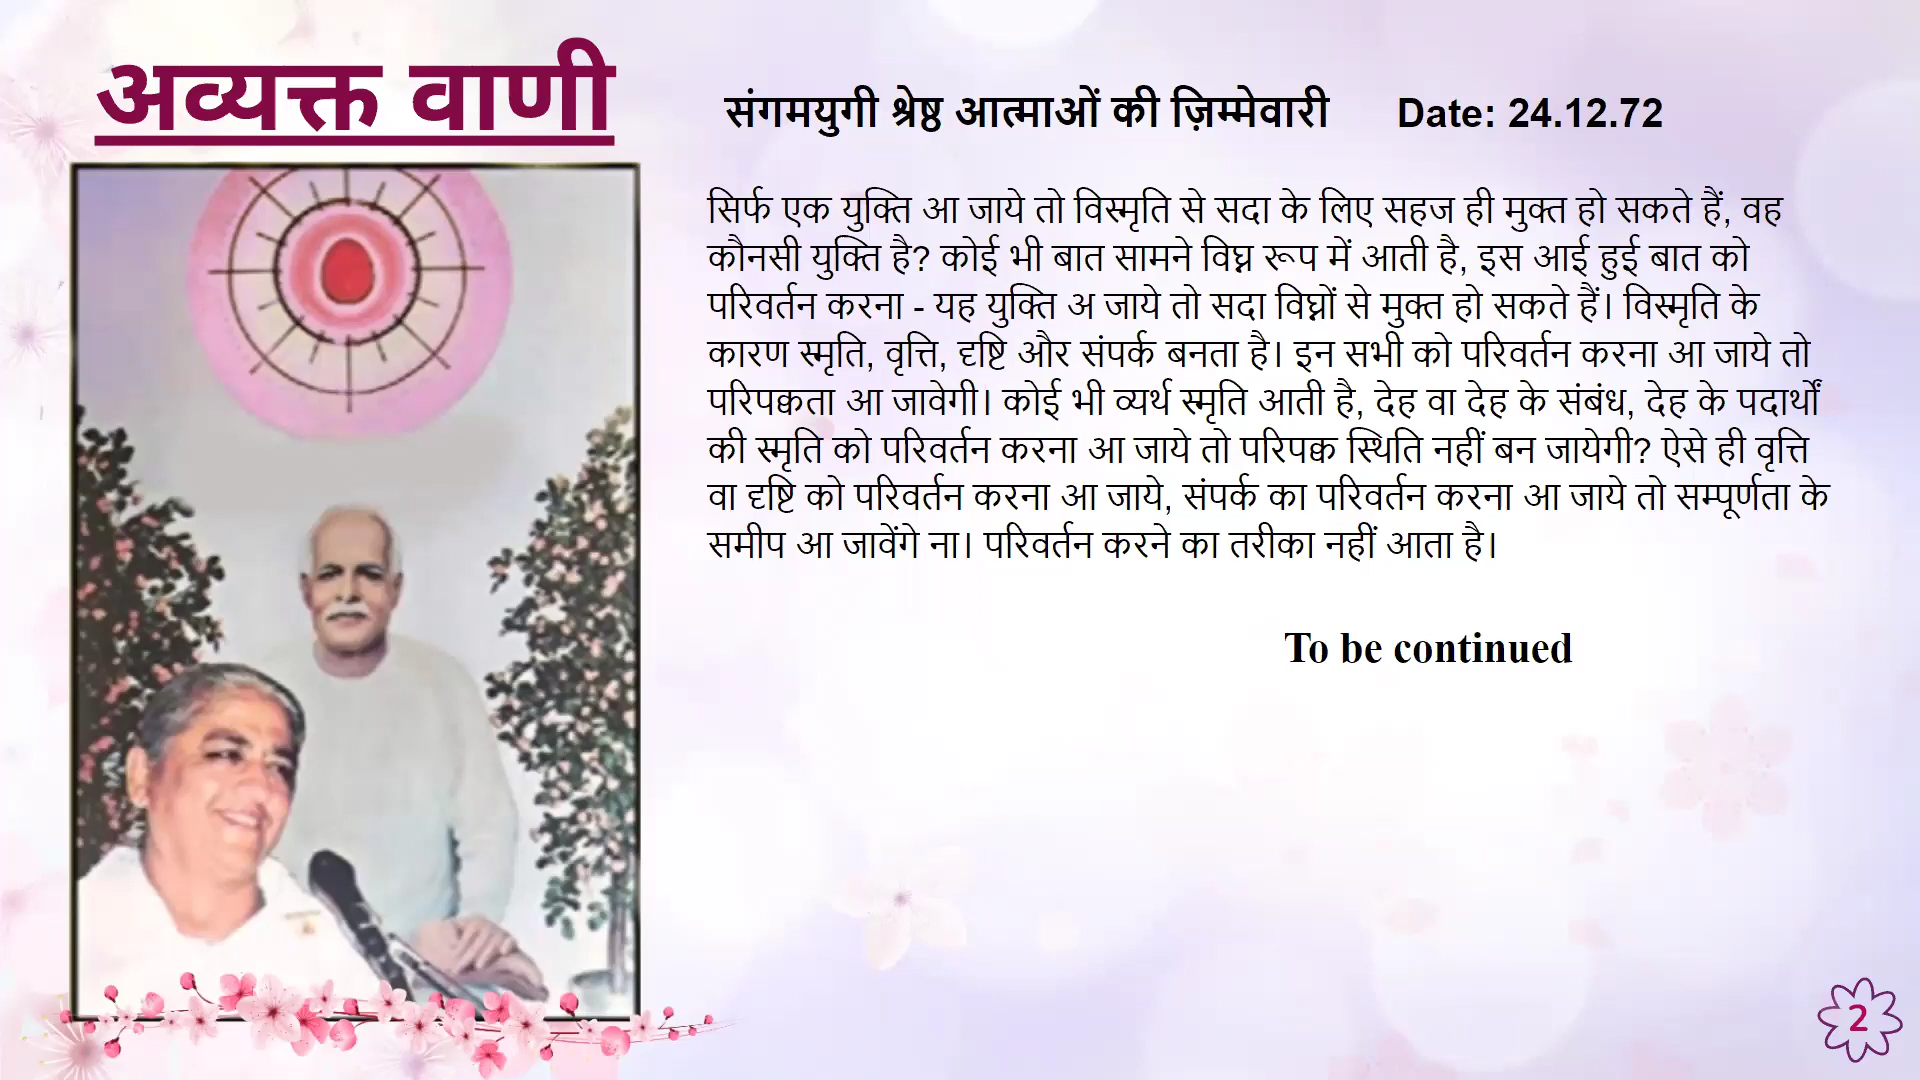 अव्यक्त वाणी
संगमयुगी श्रेष्ठ आत्माओं की ज़िम्मेवारी Date: 24.12.72
सिर्फ एक युक्ति आ जाये तो विस्मृति से सदा के लिए सहज ही मुक्त हो सकते हैं, वह
कौनसी युक्ति है? कोई भी बात सामने विघ्न रूप में आती है, इस आई हुई बात को
परिवर्तन करना - यह युक्ति अ जाये तो सदा विघ्नों से मुक्त हो सकते हैं। विस्मृति के
कारण स्मृति, वृत्ति, दृष्टि और संपर्क बनता है। इन सभी को परिवर्तन करना आ जाये तो
परिपक्वता आ जावेगी। कोई भी व्यर्थ स्मृति आती है, देह वा देह के संबंध, देह के पदार्थों
की स्मृति को परिवर्तन करना आ जाये तो परिपक्व स्थिति नहीं बन जायेगी? ऐसे ही वृत्ति
वा दृष्टि को परिवर्तन करना आ जाये, संपर्क का परिवर्तन करना आ जाये तो सम्पूर्णता के
समीप आ जावेंगे ना। परिवर्तन करने का तरीका नहीं आता है।
To be continued
2